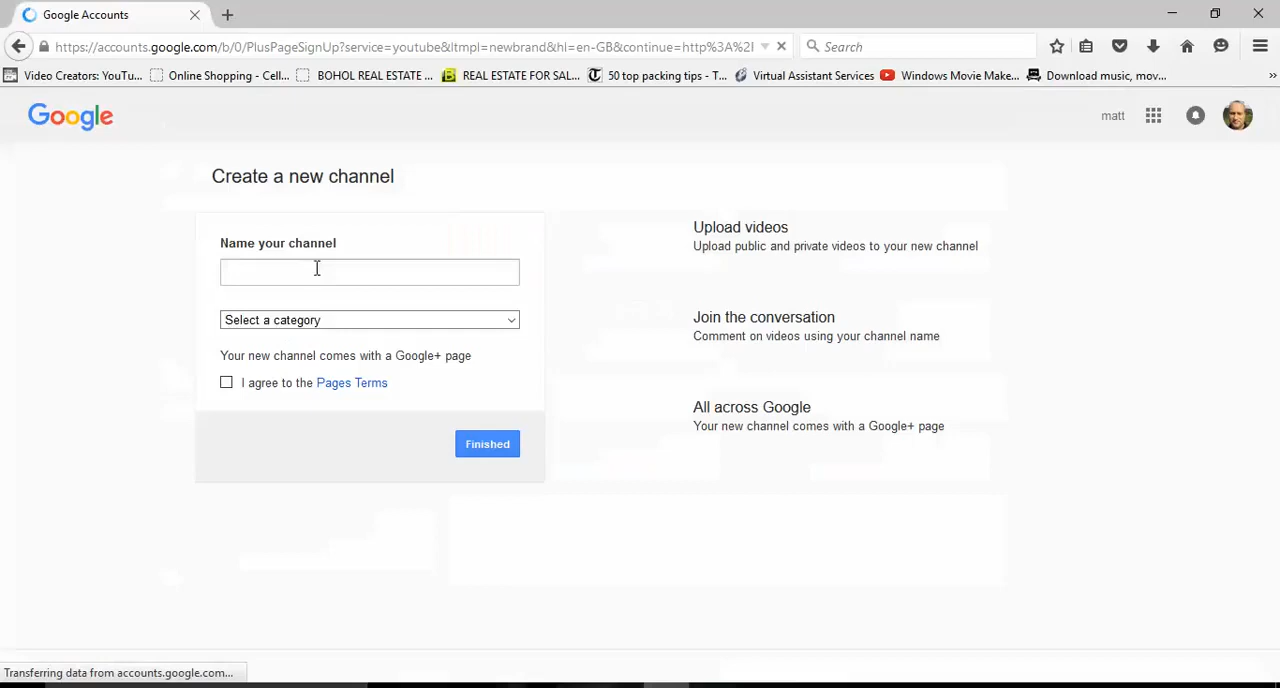 Google Accounts
https://accounts.google.com/b/0/PlusPageSignUp?service=youtube&ltmpl=newbrand&hl=en-GB&continue=http%3A%2F
Search
Video Creators: YouTu... Online Shopping - Cell... BOHOL REAL ESTATE ... REAL ESTATE FOR SAL... 50 top packing tips - T... Virtual Assistant Services Windows Movie Make... Download music, mov... »
Google
matt
Create a new channel
Name your channel
Select a category
Your new channel comes with a Google+ page
I agree to the Pages Terms
Finished
Upload videos
Upload public and private videos to your new channel
Join the conversation
Comment on videos using your channel name
All across Google
Your new channel comes with a Google+ page
Transferring data from accounts.google.com...